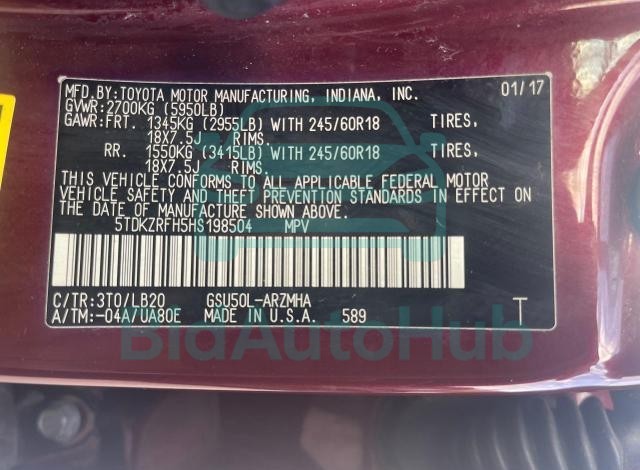 MFD.BY:TOYOTA MOTOR MANUFACTURING, INDIANA, INC. 01/17
GVWR:2700KG (5950LB)
GAWR:FRT. 1345KG (2955LB) WITH 245/60R18 TIRES,
18X7.5J RIMS.
RR. 1550KG (3415LB) WITH 245/60R18 TIRES,
18X7.5J RIMS.
THIS VEHICLE CONFORMS TO ALL APPLICABLE FEDERAL MOTOR
VEHICLE SAFETY AND THEFT PREVENTION STANDARDS IN EFFECT
ON THE DATE OF MANUFACTURE SHOWN ABOVE.
5TDKZRFH5HS198504 MPV
C/TR:3T0/LB20 GSU50L-ARZMHA
A/TM:-04A/UA80E MADE IN U.S.A. 589 T
BidAutoHub